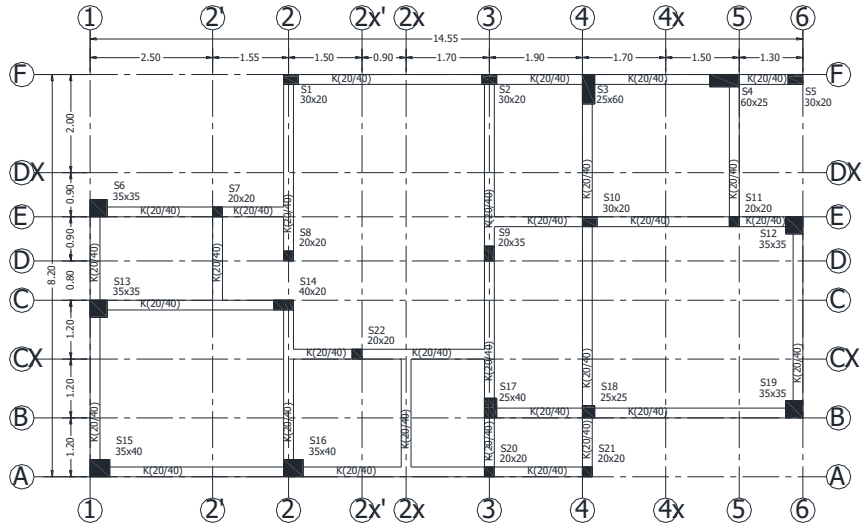 1 2' 2 2x' 2x 3 4 4x 5 6
14.55
2.50 1.55 1.50 0.90 1.70 1.90 1.70 1.50 1.30
F K(20/40) K(20/40) K(20/40) K(20/40) F
S1
30x20
S2
30x20
S3
25x60
S4
60x25
S5
30x20
2.00
DX DX
K(20/40)
K(20/40)
K(20/40)
K(20/40)
0.90
S6
35x35
S7
20x20
S10
30x20
S11
20x20
E K(20/40) K(20/40) K(20/40) K(20/40) E
S12
35x35
0.90
K(20/40)
K(20/40)
S8
20x20
S9
20x35
D D
8.20
0.80
S13
35x35
S14
40x20
C K(20/40) C
1.20
S22
20x20
CX K(20/40) K(20/40) CX
K(20/40)
K(20/40)
K(20/40)
1.20
S17
25x40
S18
25x25
S19
35x35
B K(20/40) K(20/40) B
K(20/40)
K(20/40)
K(20/40)
K(20/40)
K(20/40)
1.20
S15
35x40
S16
35x40
S20
20x20
S21
20x20
A K(20/40) K(20/40) K(20/40) A
1 2' 2 2x' 2x 3 4 4x 5 6